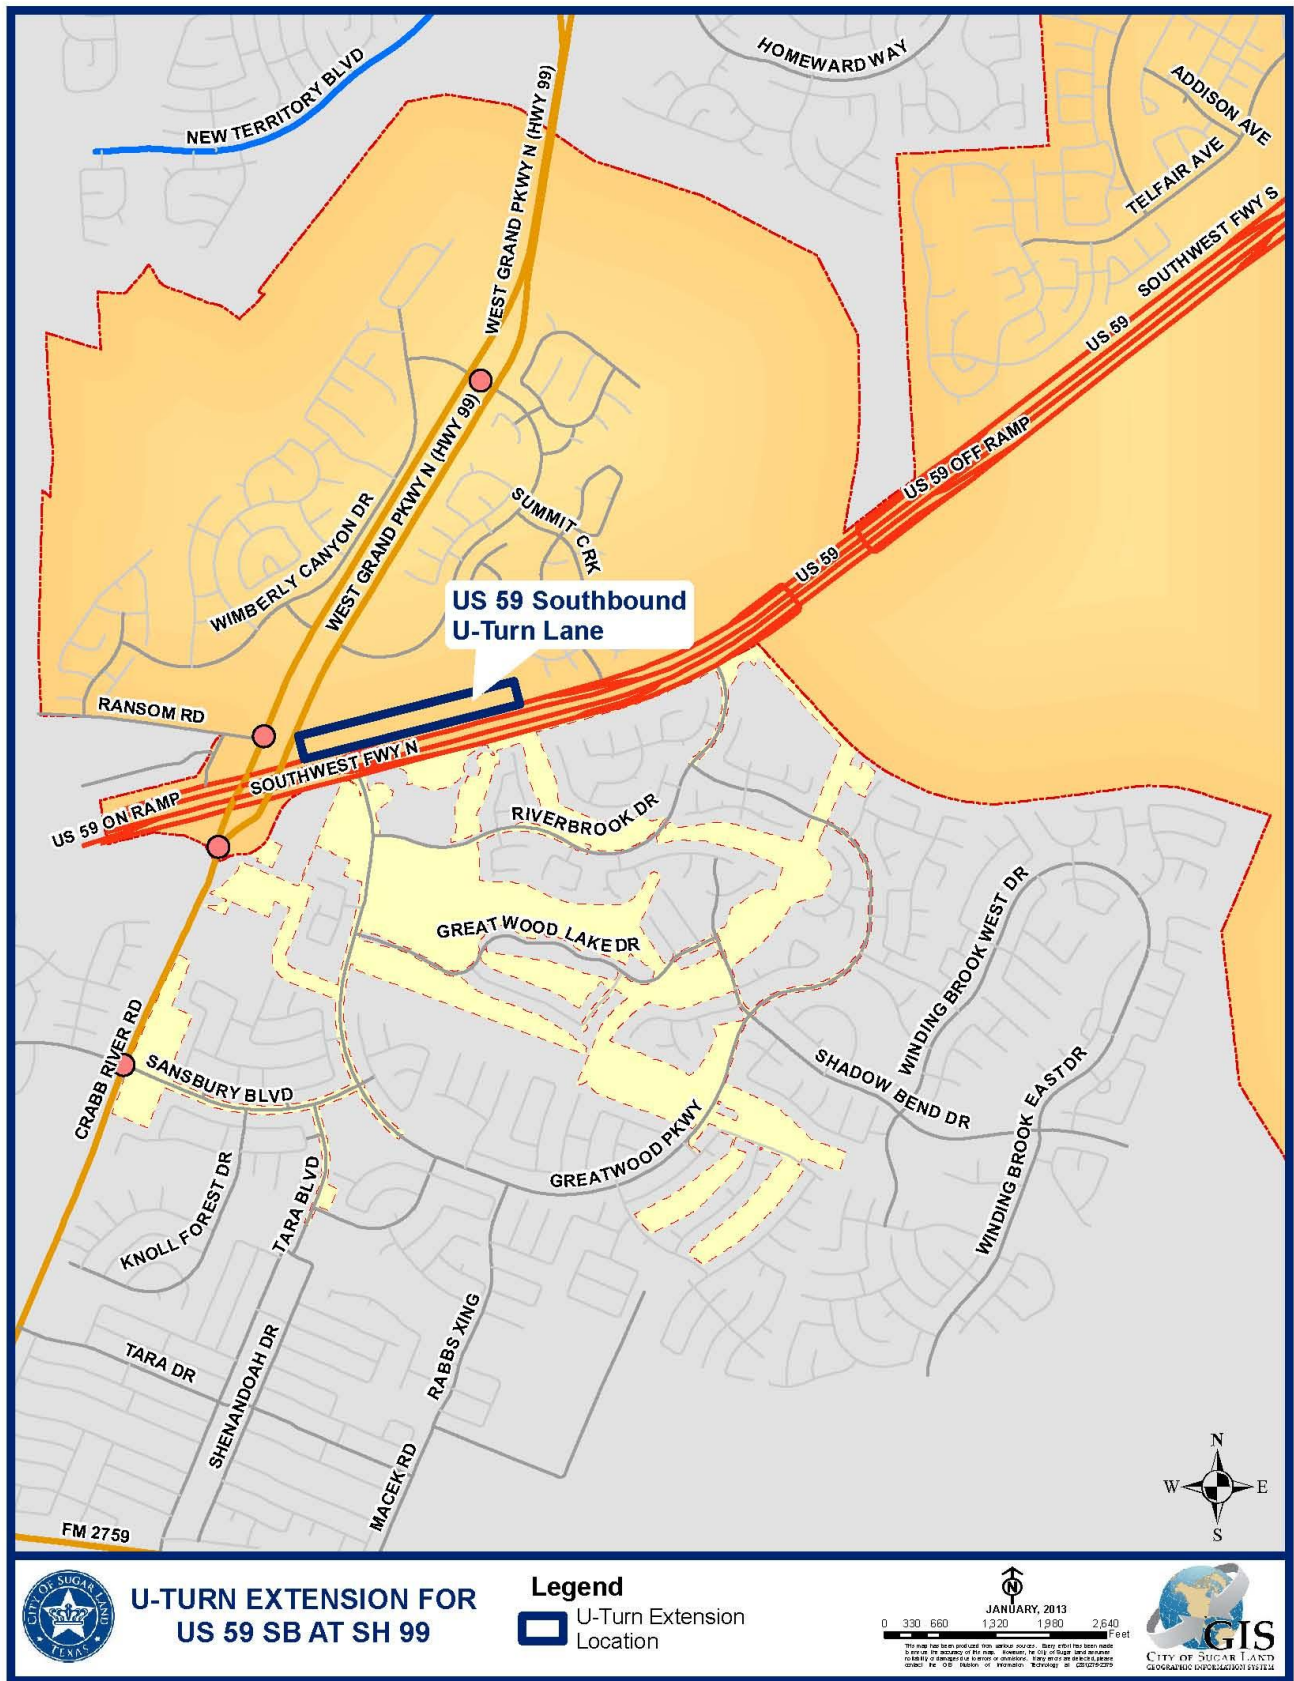 HOMEWARD WAY
ADDISON AVE
NEW TERRITORY BLVD
WEST GRAND PKWY N (HWY 99)
TELFAIR AVE
SOUTHWEST FWY S
US 59
WEST GRAND PKWY N (HWY 99)
US 59 OFF RAMP
SUMMIT CRK
WIMBERLY CANYON DR
US 59
US 59 Southbound
U-Turn Lane
RANSOM RD
SOUTHWEST FWY N
US 59 ON RAMP
RIVERBROOK DR
GREATWOOD LAKE DR
WINDING BROOK WEST DR
CRABB RIVER RD
SANSBURY BLVD
SHADOW BEND DR
WINDING BROOK EAST DR
GREATWOOD PKWY
KNOLL FOREST DR
TARA BLVD
TARA DR
SHENANDOAH DR
RABBS XING
MACEK RD
FM 2759
N
W E
S
CITY OF SUGAR LAND
TEXAS
U-TURN EXTENSION FOR
US 59 SB AT SH 99
Legend
U-Turn Extension
Location
N
JANUARY, 2013
0 330 660 1,320 1,980 2,640
Feet
GIS
CITY OF SUGAR LAND
GEOGRAPHIC INFORMATION SYSTEM